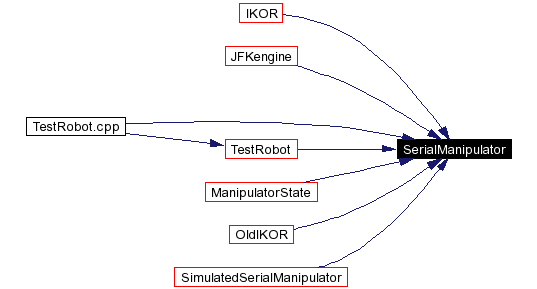 IKOR
JFKengine
TestRobot.cpp
TestRobot
SerialManipulator
ManipulatorState
OldIKOR
SimulatedSerialManipulator